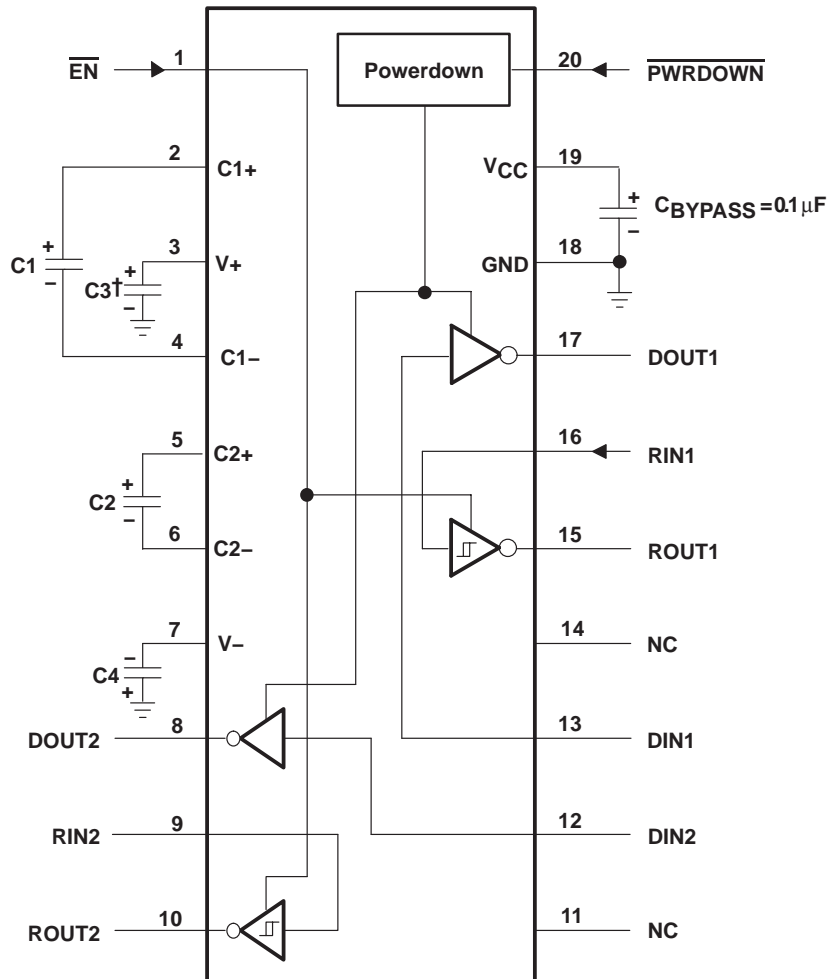 E̅N̅
1
Powerdown
20
P̅W̅R̅D̅O̅W̅N̅
2
C1+
VCC
19
+
–
CBYPASS = 0.1 µF
C1
+
–
3
V+
+
–
C3†
GND
18
4
C1–
17
DOUT1
5
C2+
16
RIN1
C2
+
–
6
C2–
15
ROUT1
7
V–
14
NC
C4
–
+
DOUT2
8
13
DIN1
RIN2
9
12
DIN2
ROUT2
10
11
NC